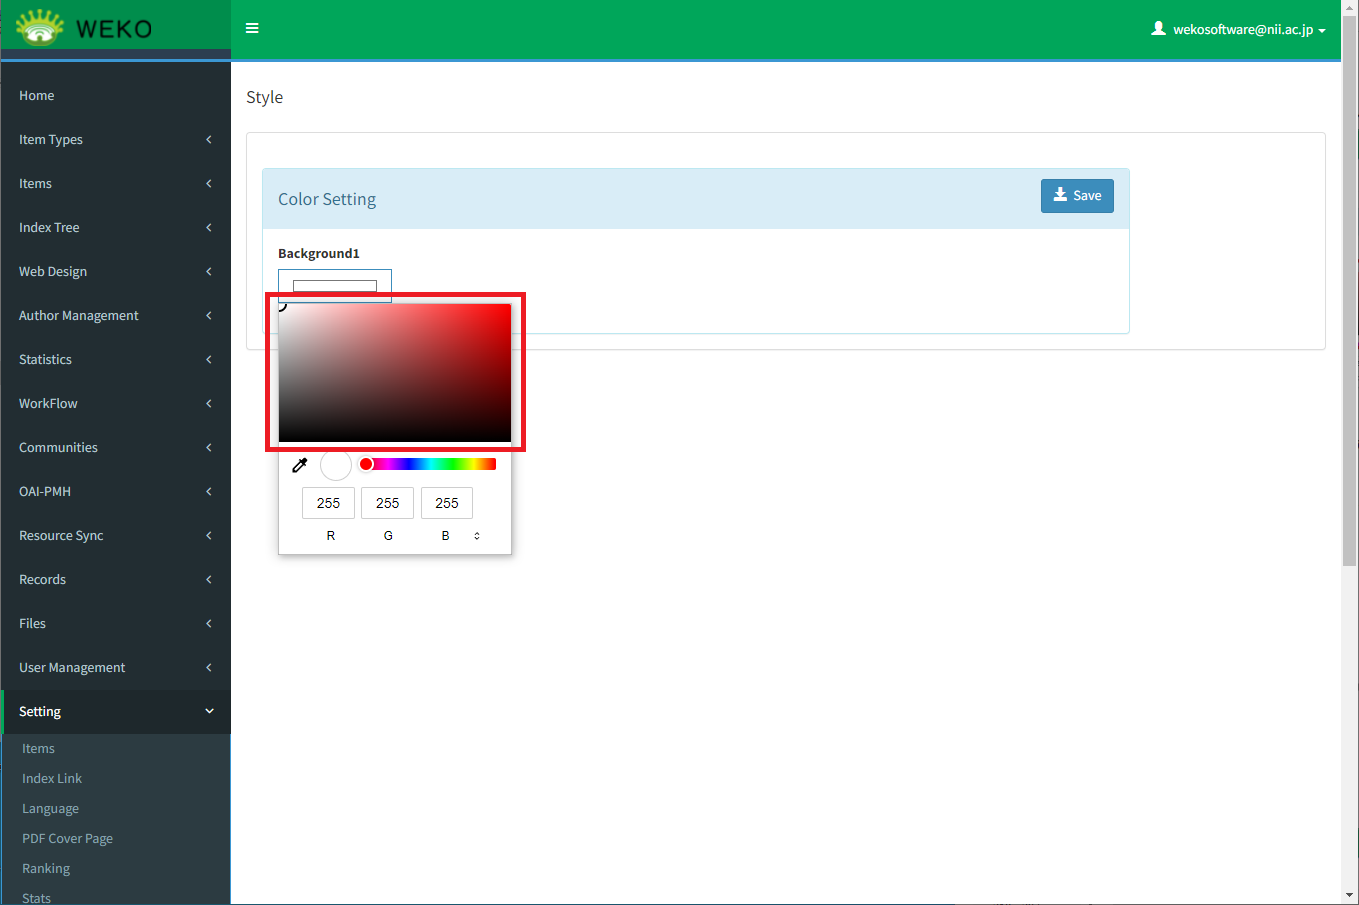 WEKO
wekosoftware@nii.ac.jp
Home
Item Types
Items
Index Tree
Web Design
Author Management
Statistics
WorkFlow
Communities
OAI-PMH
Resource Sync
Records
Files
User Management
Setting
Items
Index Link
Language
PDF Cover Page
Ranking
Stats
Style
Color Setting
Save
Background1
255 255 255
R G B